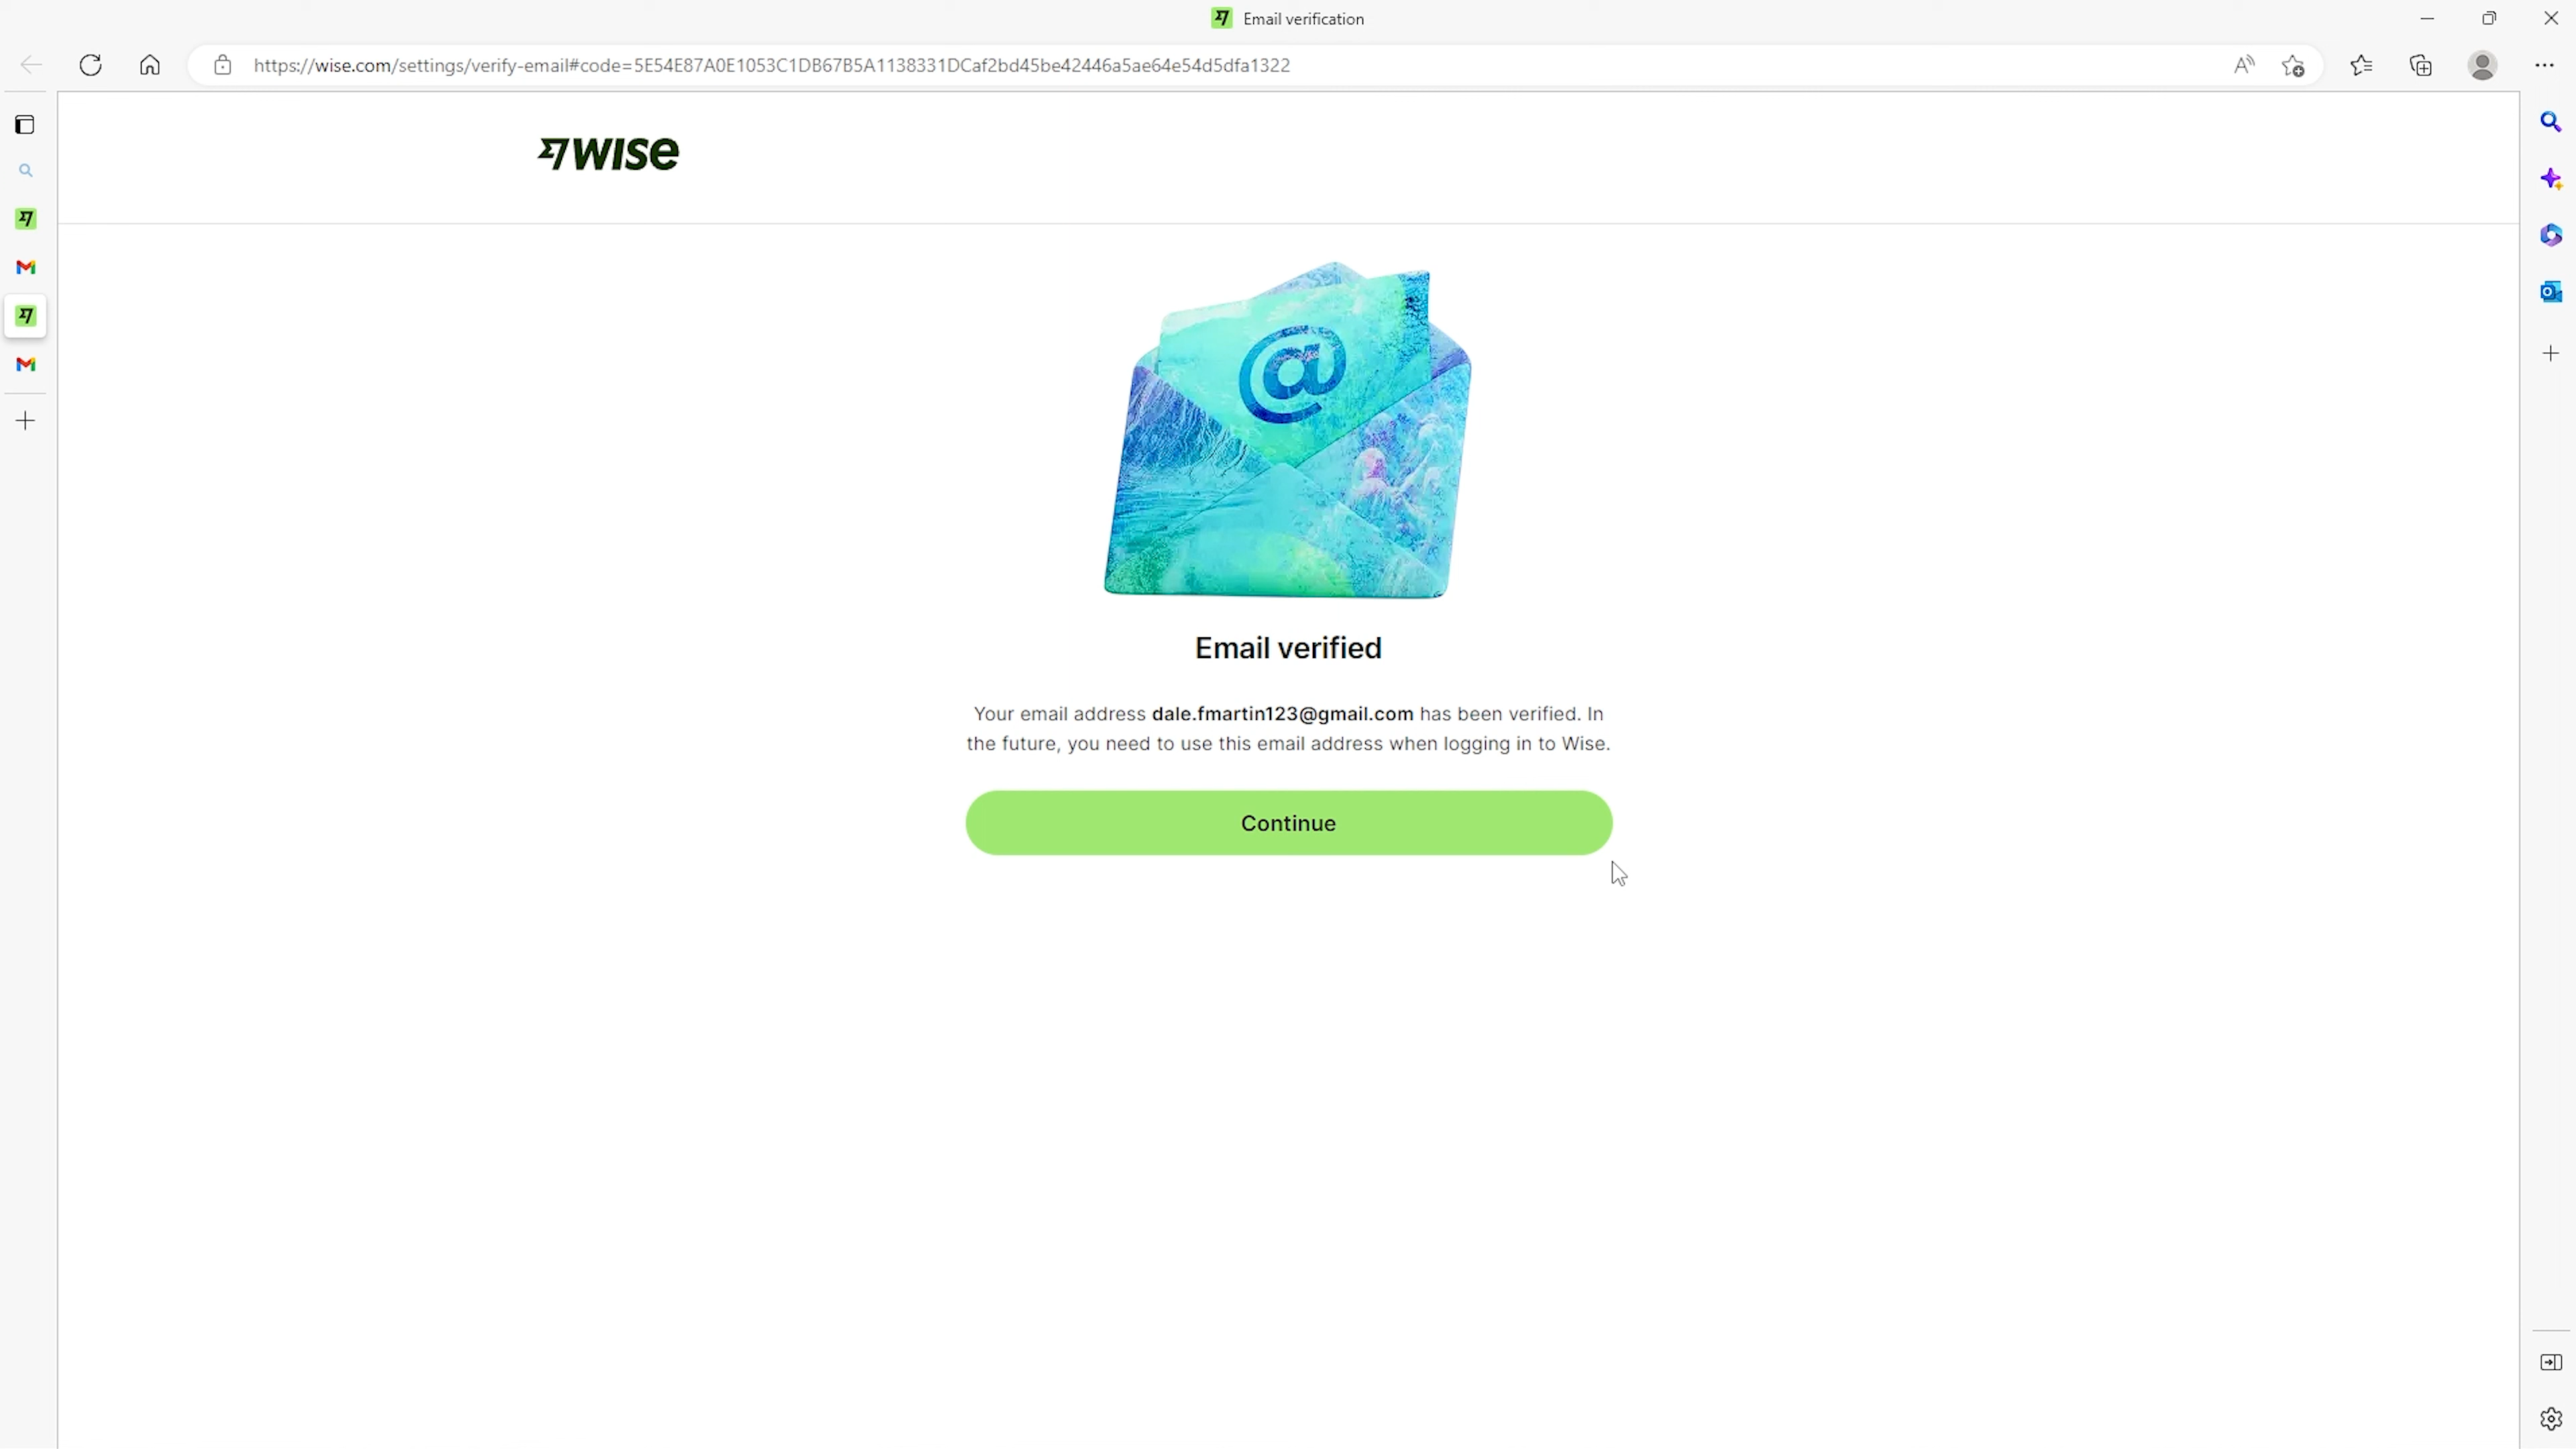 Email verification
https://wise.com/settings/verify-email#code=5E54E87A0E1053C1DB67B5A1138331DCaf2bd45be42446a5ae64e54d5dfa1322
WISE
@
Email verified
Your email address dale.fmartin123@gmail.com has been verified. In
the future, you need to use this email address when logging in to Wise.
Continue